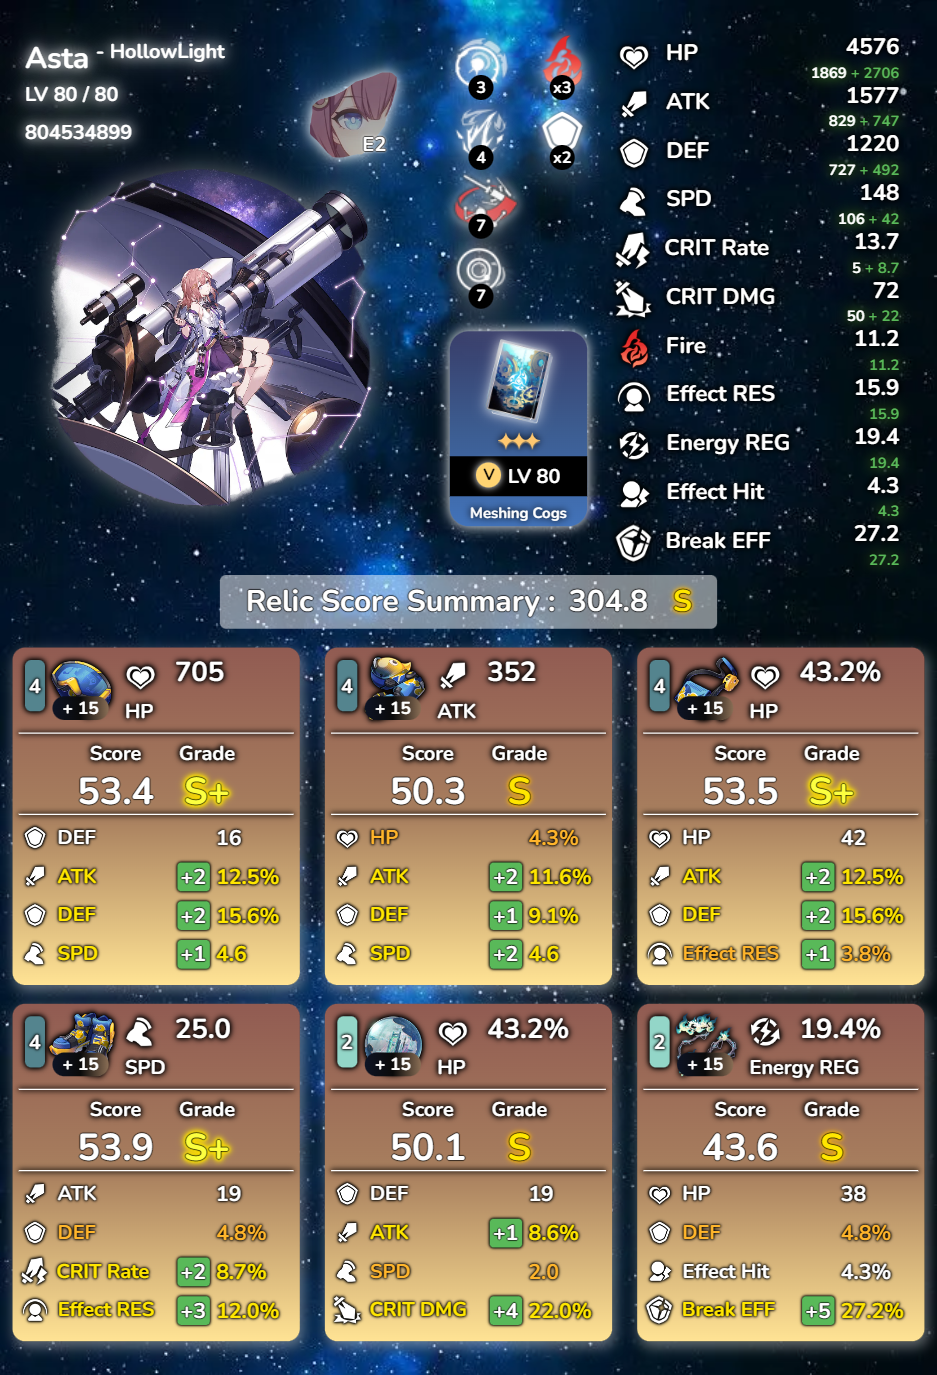 Asta - HollowLight
LV 80 / 80
804534899
E2
3
x3
4
x2
7
7
V LV 80
Meshing Cogs
HP 4576
1869 + 2706
ATK 1577
829 + 747
DEF 1220
727 + 492
SPD 148
106 + 42
CRIT Rate 13.7
5 + 8.7
CRIT DMG 72
50 + 22
Fire 11.2
11.2
Effect RES 15.9
15.9
Energy REG 19.4
19.4
Effect Hit 4.3
4.3
Break EFF 27.2
27.2
Relic Score Summary : 304.8 S
4 + 15 705
HP
Score Grade
53.4 S+
DEF 16
ATK +2 12.5%
DEF +2 15.6%
SPD +1 4.6
4 + 15 352
ATK
Score Grade
50.3 S
HP 4.3%
ATK +2 11.6%
DEF +1 9.1%
SPD +2 4.6
4 + 15 43.2%
HP
Score Grade
53.5 S+
HP 42
ATK +2 12.5%
DEF +2 15.6%
Effect RES +1 3.8%
4 + 15 25.0
SPD
Score Grade
53.9 S+
ATK 19
DEF 4.8%
CRIT Rate +2 8.7%
Effect RES +3 12.0%
2 + 15 43.2%
HP
Score Grade
50.1 S
DEF 19
ATK +1 8.6%
SPD 2.0
CRIT DMG +4 22.0%
2 + 15 19.4%
Energy REG
Score Grade
43.6 S
HP 38
DEF 4.8%
Effect Hit 4.3%
Break EFF +5 27.2%